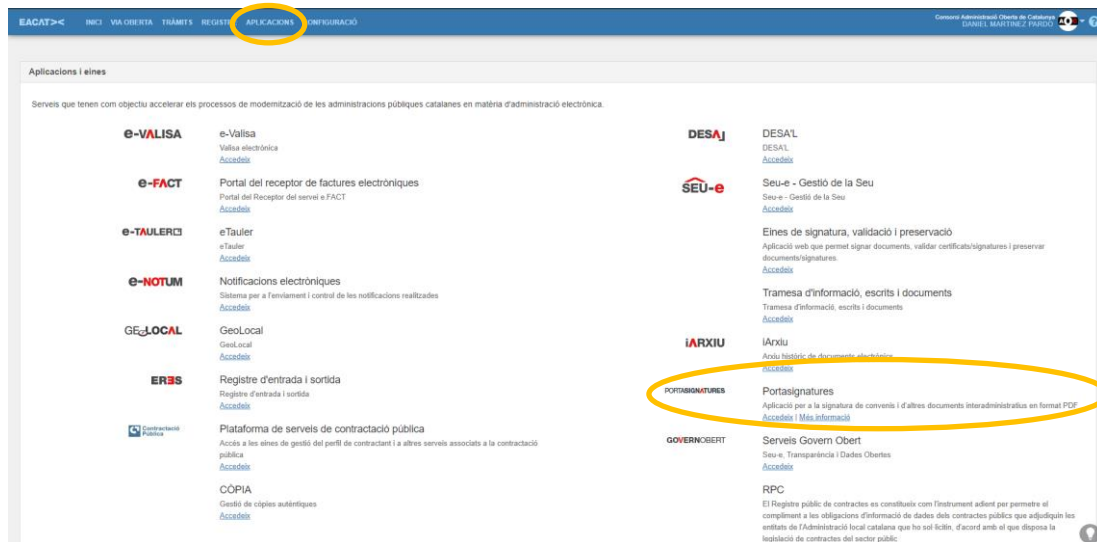 EACAT>< INICI VIA OBERTA TRÀMITS REGISTRE APLICACIONS CONFIGURACIÓ
Consorci Administració Oberta de Catalunya
DANIEL MARTINEZ PARDO
Aplicacions i eines
Serveis que tenen com objectiu accelerar els processos de modernització de les administracions públiques catalanes en matèria d'administració electrònica.
e-VALISA
e-Valisa
Valisa electrònica
Accedeix
e-FACT
Portal del receptor de factures electròniques
Portal del Receptor del servei e.FACT
Accedeix
e-TAULER
eTauler
eTauler
Accedeix
e-NOTUM
Notificacions electròniques
Sistema per a l'enviament i control de les notificacions realitzades
Accedeix
GEOLOCAL
GeoLocal
GeoLocal
Accedeix
ERES
Registre d'entrada i sortida
Registre d'entrada i sortida
Accedeix
Contractació
Pública
Plataforma de serveis de contractació pública
Accés a les eines de gestió del perfil de contractant i a altres serveis associats a la contractació
pública
Accedeix
CÒPIA
Gestió de còpies autèntiques
Accedeix
DESAL
DESA'L
DESA'L
Accedeix
SEU-e
Seu-e - Gestió de la Seu
Seu-e - Gestió de la Seu
Accedeix
Eines de signatura, validació i preservació
Aplicació web que permet signar documents, validar certificats/signatures i preservar
documents/signatures.
Accedeix
Tramesa d'informació, escrits i documents
Tramesa d'informació, escrits i documents
Accedeix
iARXIU
iArxiu
Arxiu històric de documents electrònics
Accedeix
PORTASIGNATURES
Portasignatures
Aplicació per a la signatura de convenis i d'altres documents interadministratius en format PDF
Accedeix | Més informació
GOVERNOBERT
Serveis Govern Obert
Seu-e, Transparència i Dades Obertes
Accedeix
RPC
El Registre públic de contractes es constitueix com l'instrument adient per permetre el
compliment a les obligacions d'informació de dades dels contractes públics que adjudiquin les
entitats de l'Administració local catalana que ho sol·licitin, d'acord amb el que disposa la
legislació de contractes del sector públic